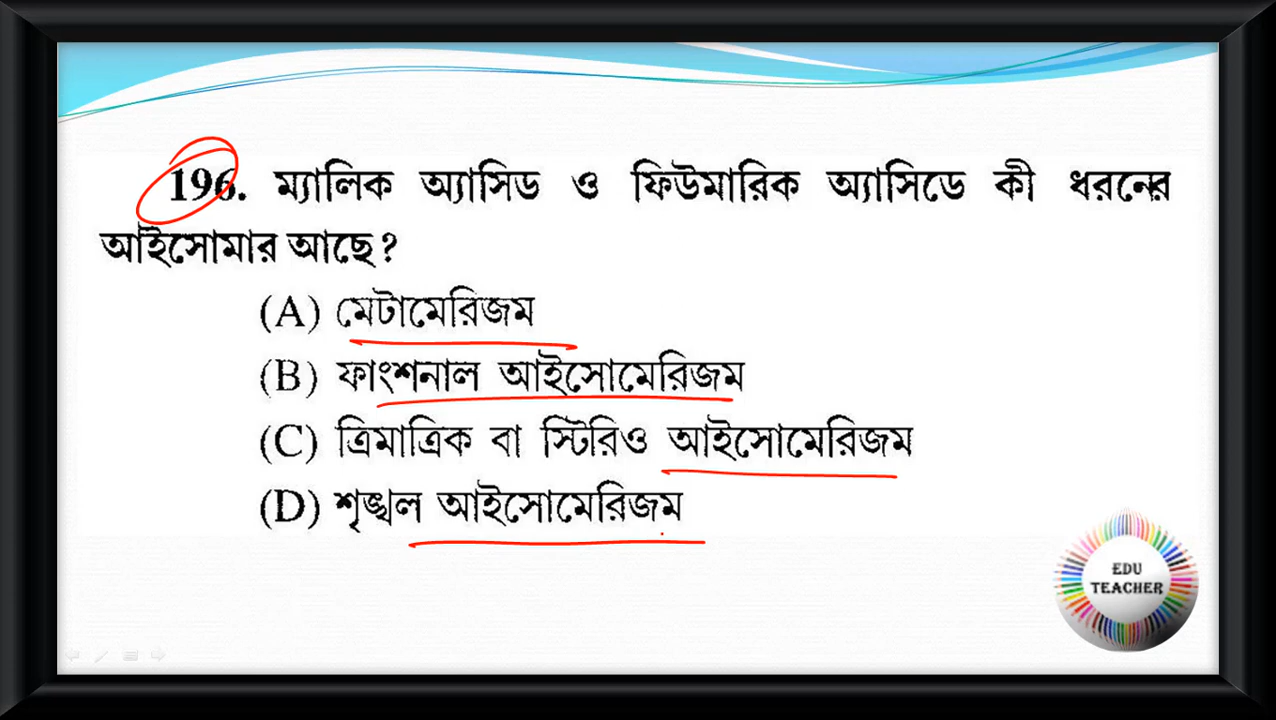 196. ম্যালিক অ্যাসিড ও ফিউমারিক অ্যাসিডে কী ধরনের
আইসোমার আছে?
(A) মেটামেরিজম
(B) ফাংশনাল আইসোমেরিজম
(C) ত্রিমাত্রিক বা স্টিরিও আইসোমেরিজম
(D) শৃঙ্খল আইসোমেরিজম
EDU
TEACHER